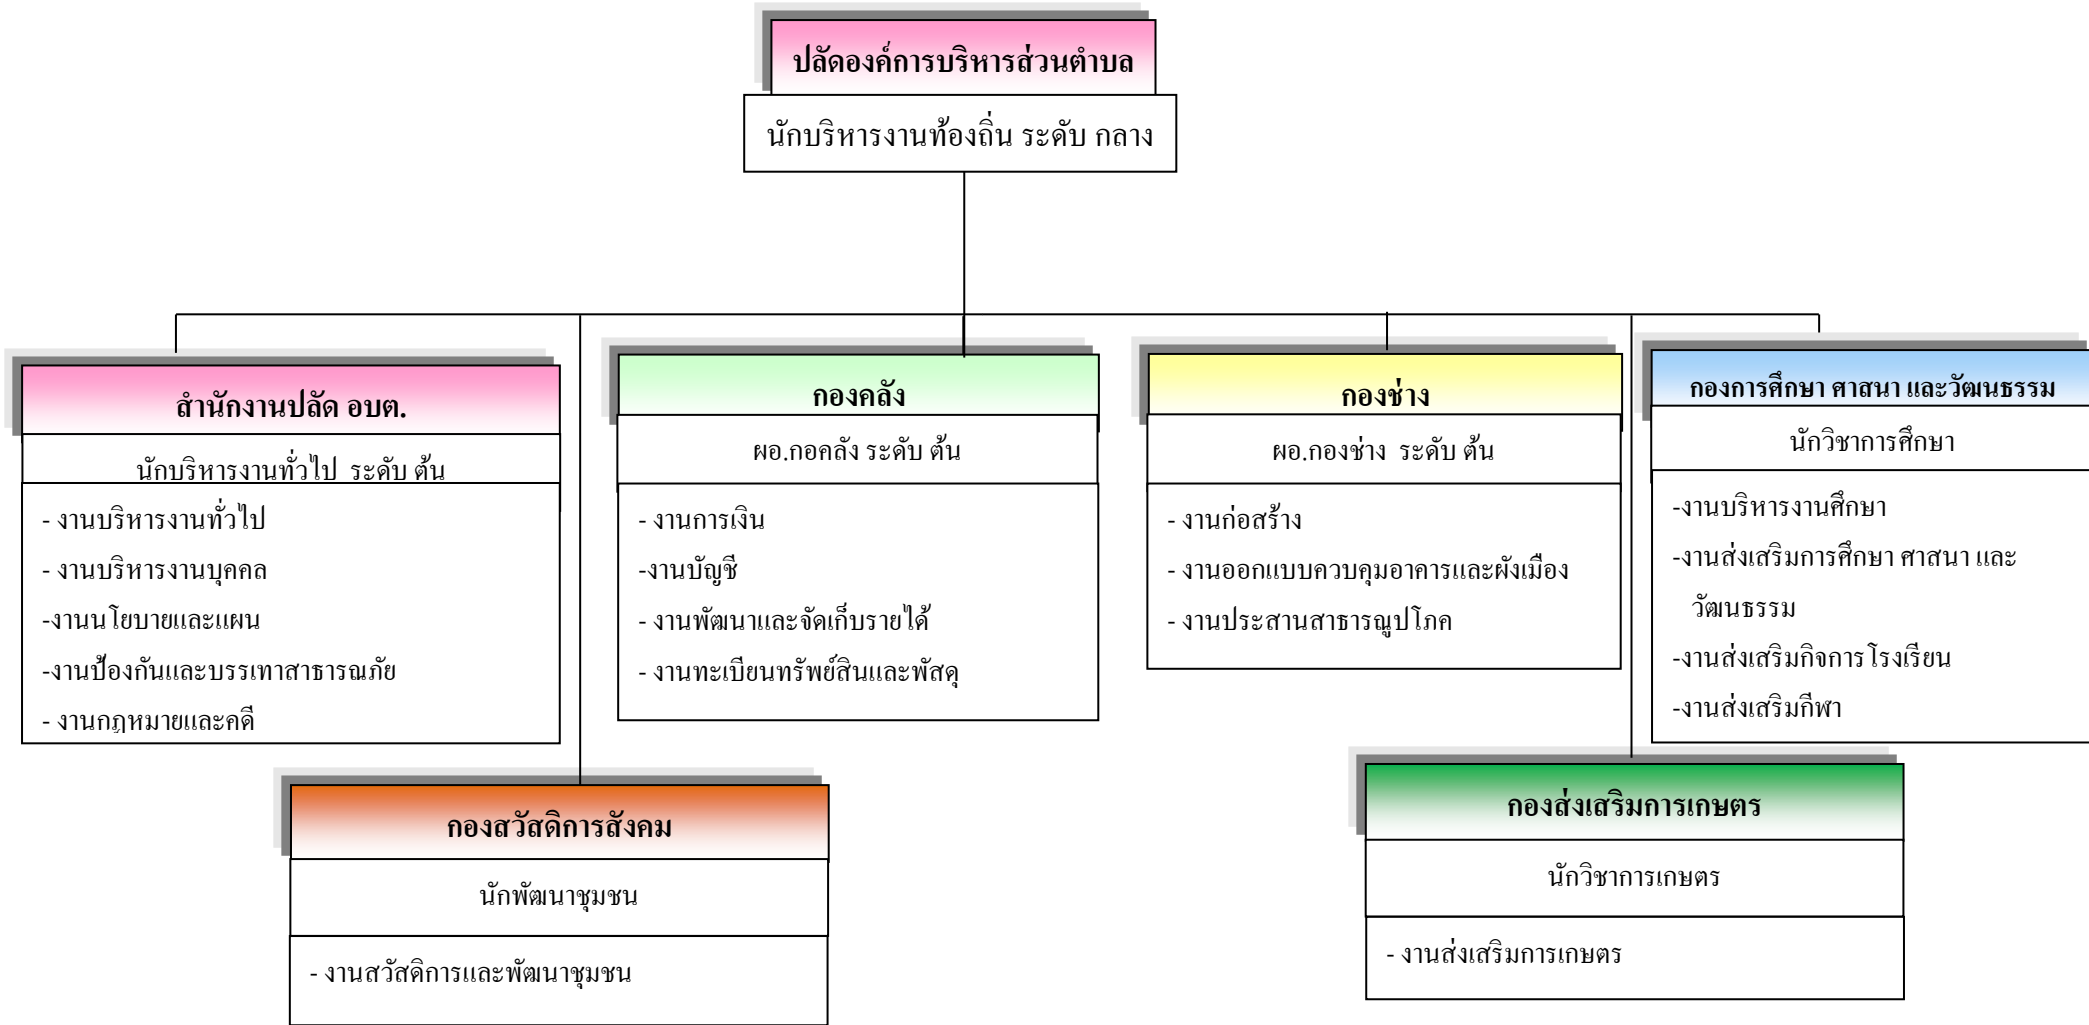 ปลัดองค์การบริหารส่วนตำบล
นักบริหารงานท้องถิ่น ระดับ กลาง
สำนักงานปลัด อบต.
นักบริหารงานทั่วไป  ระดับ ต้น
- งานบริหารงานทั่วไป
- งานบริหารงานบุคคล
-งานนโยบายและแผน
-งานป้องกันและบรรเทาสาธารณภัย
- งานกฎหมายและคดี
กองคลัง
ผอ.กอคลัง ระดับ ต้น
- งานการเงิน
-งานบัญชี
- งานพัฒนาและจัดเก็บรายได้
- งานทะเบียนทรัพย์สินและพัสดุ
กองช่าง
ผอ.กองช่าง  ระดับ ต้น
- งานก่อสร้าง
- งานออกแบบควบคุมอาคารและผังเมือง
- งานประสานสาธารณูปโภค
กองการศึกษา ศาสนา และวัฒนธรรม
นักวิชาการศึกษา
-งานบริหารงานศึกษา
-งานส่งเสริมการศึกษา ศาสนา และ
วัฒนธรรม
-งานส่งเสริมกิจการโรงเรียน
-งานส่งเสริมกีฬา
กองสวัสดิการสังคม
นักพัฒนาชุมชน
- งานสวัสดิการและพัฒนาชุมชน
กองส่งเสริมการเกษตร
นักวิชาการเกษตร
- งานส่งเสริมการเกษตร